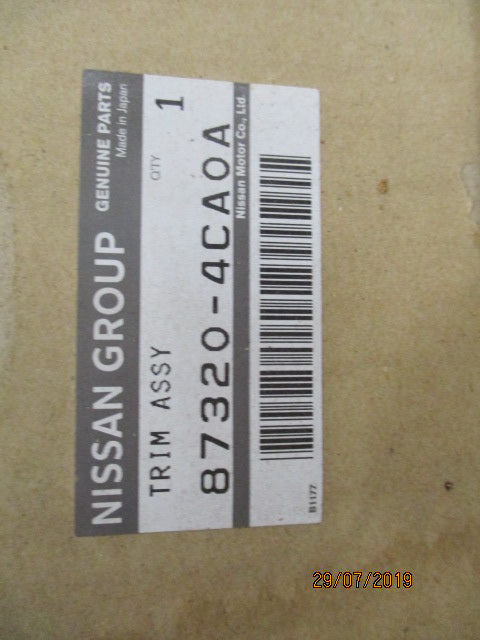 NISSAN GROUP GENUINE PARTS
Made in Japan
TRIM ASSY QTY 1
87320-4CA0A
Nissan Motor Co., Ltd.
B1177
29/07/2019